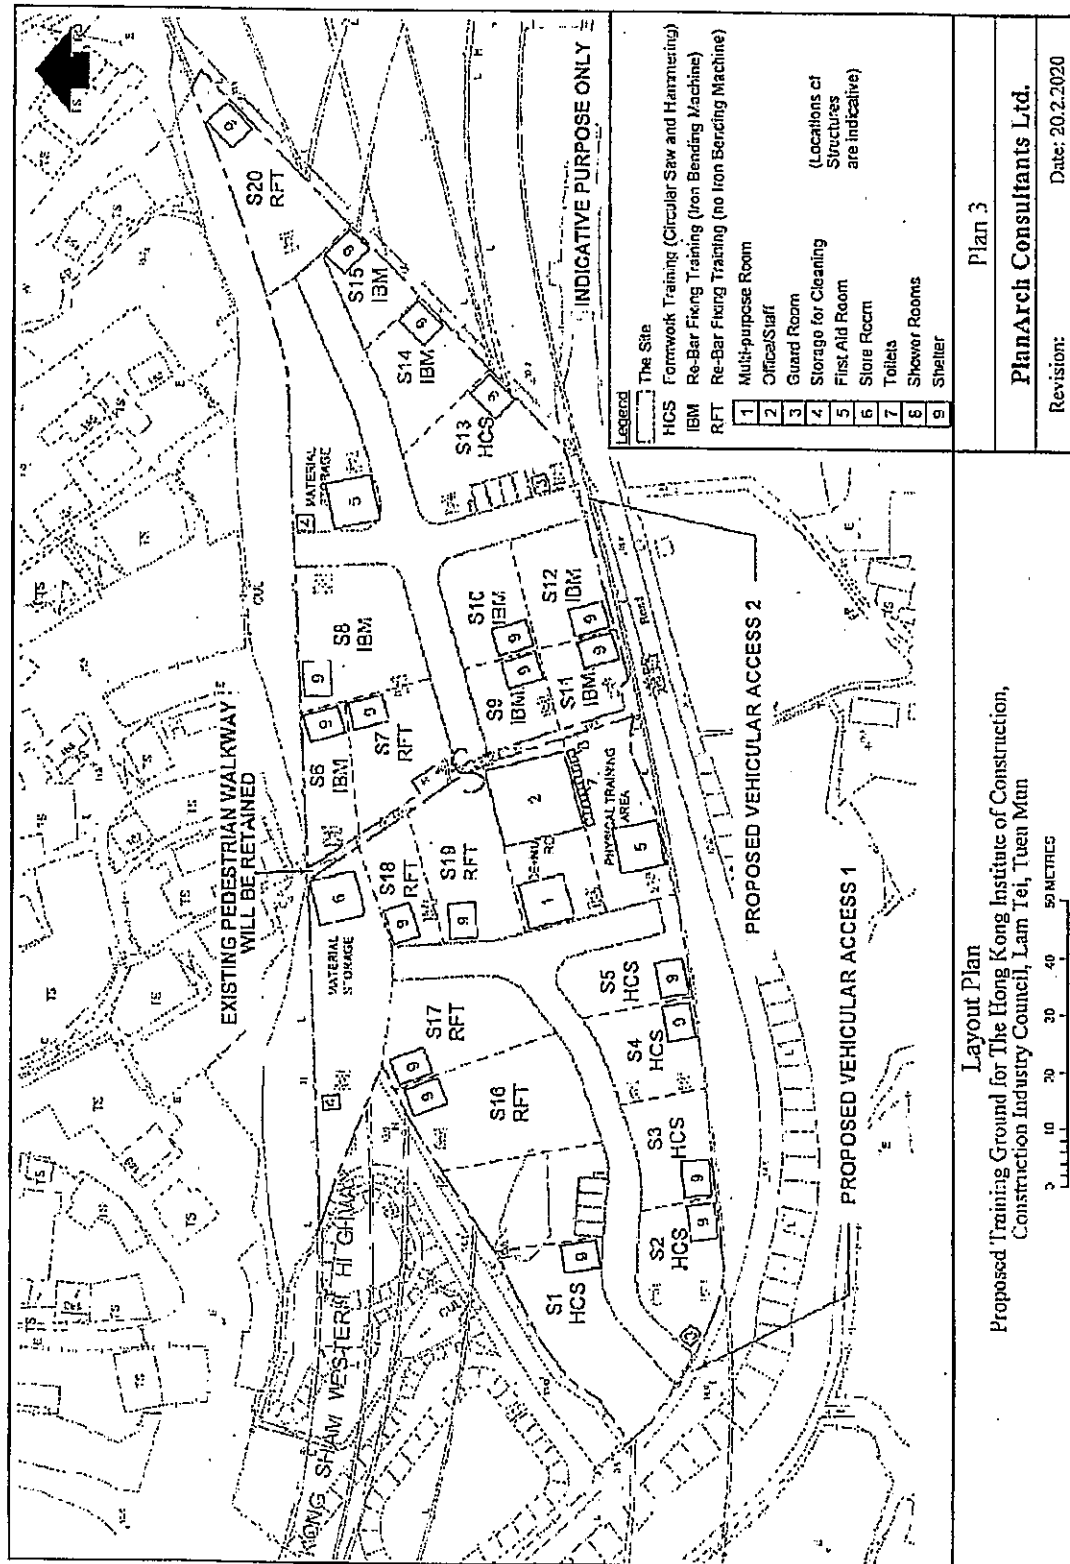 EXISTING PEDESTRIAN WALKWAY
WILL BE RETAINED
KONG SHAM WESTERN HIGHWAY
MATERIAL
STORAGE
MATERIAL
STORAGE
S1
HCS
S2
HCS
S3
HCS
S4
HCS
S5
HCS
S6
IBM
S7
RFT
S8
IBM
S9
IBM
S10
IBM
S11
IBM
S12
IBM
S13
HCS
S14
IBM
S15
IBM
S16
RFT
S17
RFT
S18
RFT
S19
RFT
S20
RFT
PHYSICAL TRAINING
AREA
PROPOSED VEHICULAR ACCESS 1
PROPOSED VEHICULAR ACCESS 2
INDICATIVE PURPOSE ONLY
Legend
The Site
HCS Formwork Training (Circular Saw and Hammering)
IBM Re-Bar Fixing Training (Iron Bending Machine)
RFT Re-Bar Fixing Training (no Iron Bending Machine)
1 Multi-purpose Room
2 Office/Staff
3 Guard Room
4 Storage for Cleaning
5 First Aid Room
6 Store Room
7 Toilets
8 Shower Rooms
9 Shelter
(Locations of
Structures
are indicative)
Layout Plan
Proposed Training Ground for The Hong Kong Institute of Construction,
Construction Industry Council, Lam Tei, Tuen Mun
0 10 20 30 40 50 METRES
Plan 3
PlanArch Consultants Ltd.
Revision: Date: 20.2.2020